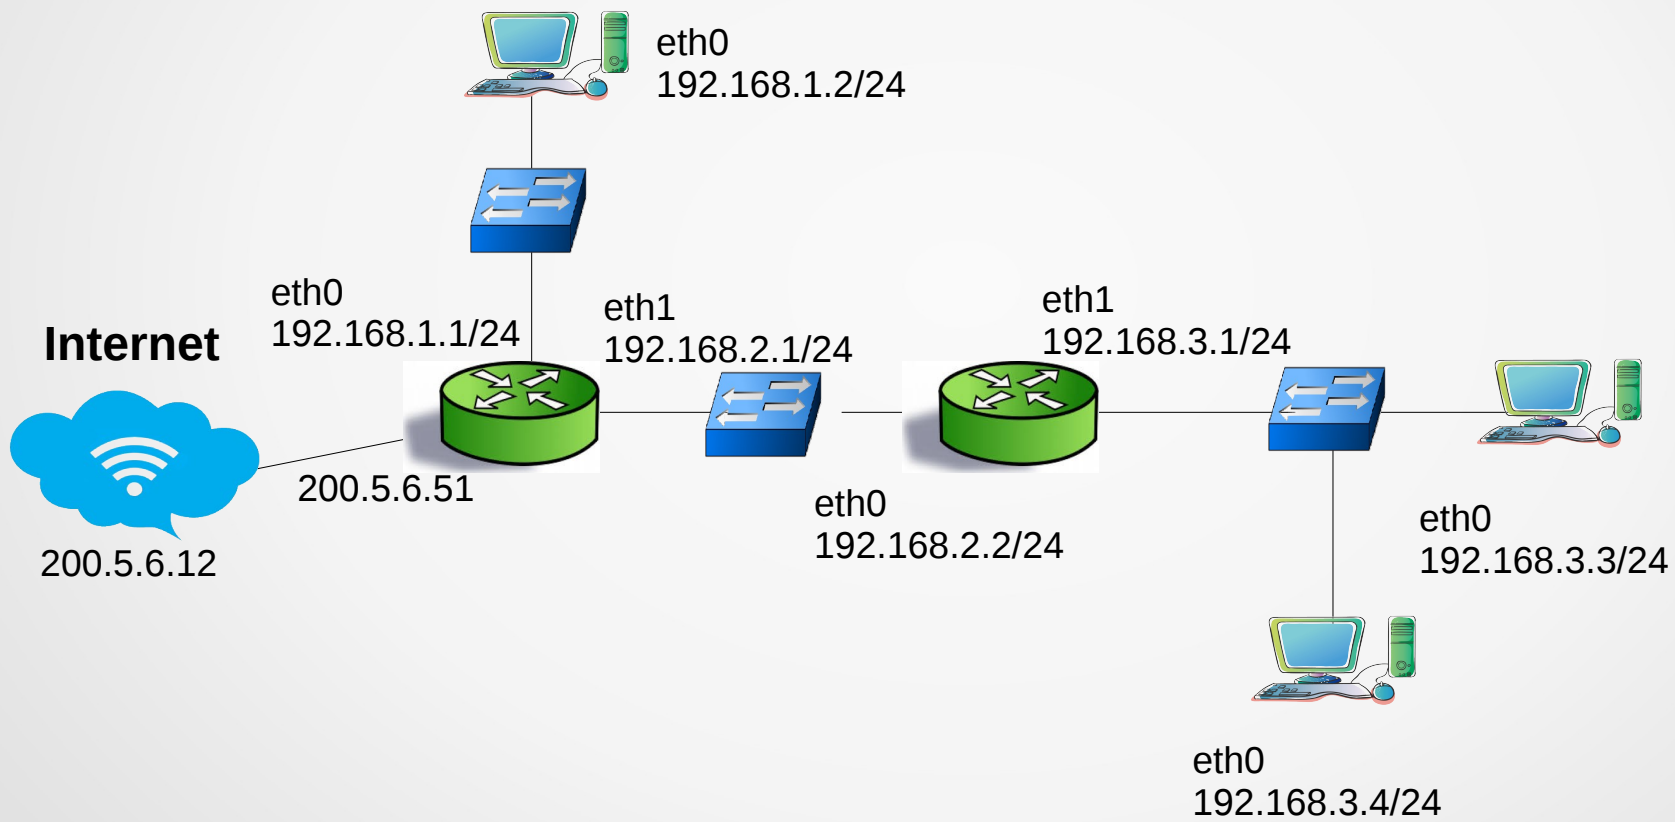 eth0
192.168.1.2/24
eth0
192.168.1.1/24
eth1
192.168.2.1/24
eth1
192.168.3.1/24
Internet
200.5.6.51
200.5.6.12
eth0
192.168.2.2/24
eth0
192.168.3.3/24
eth0
192.168.3.4/24